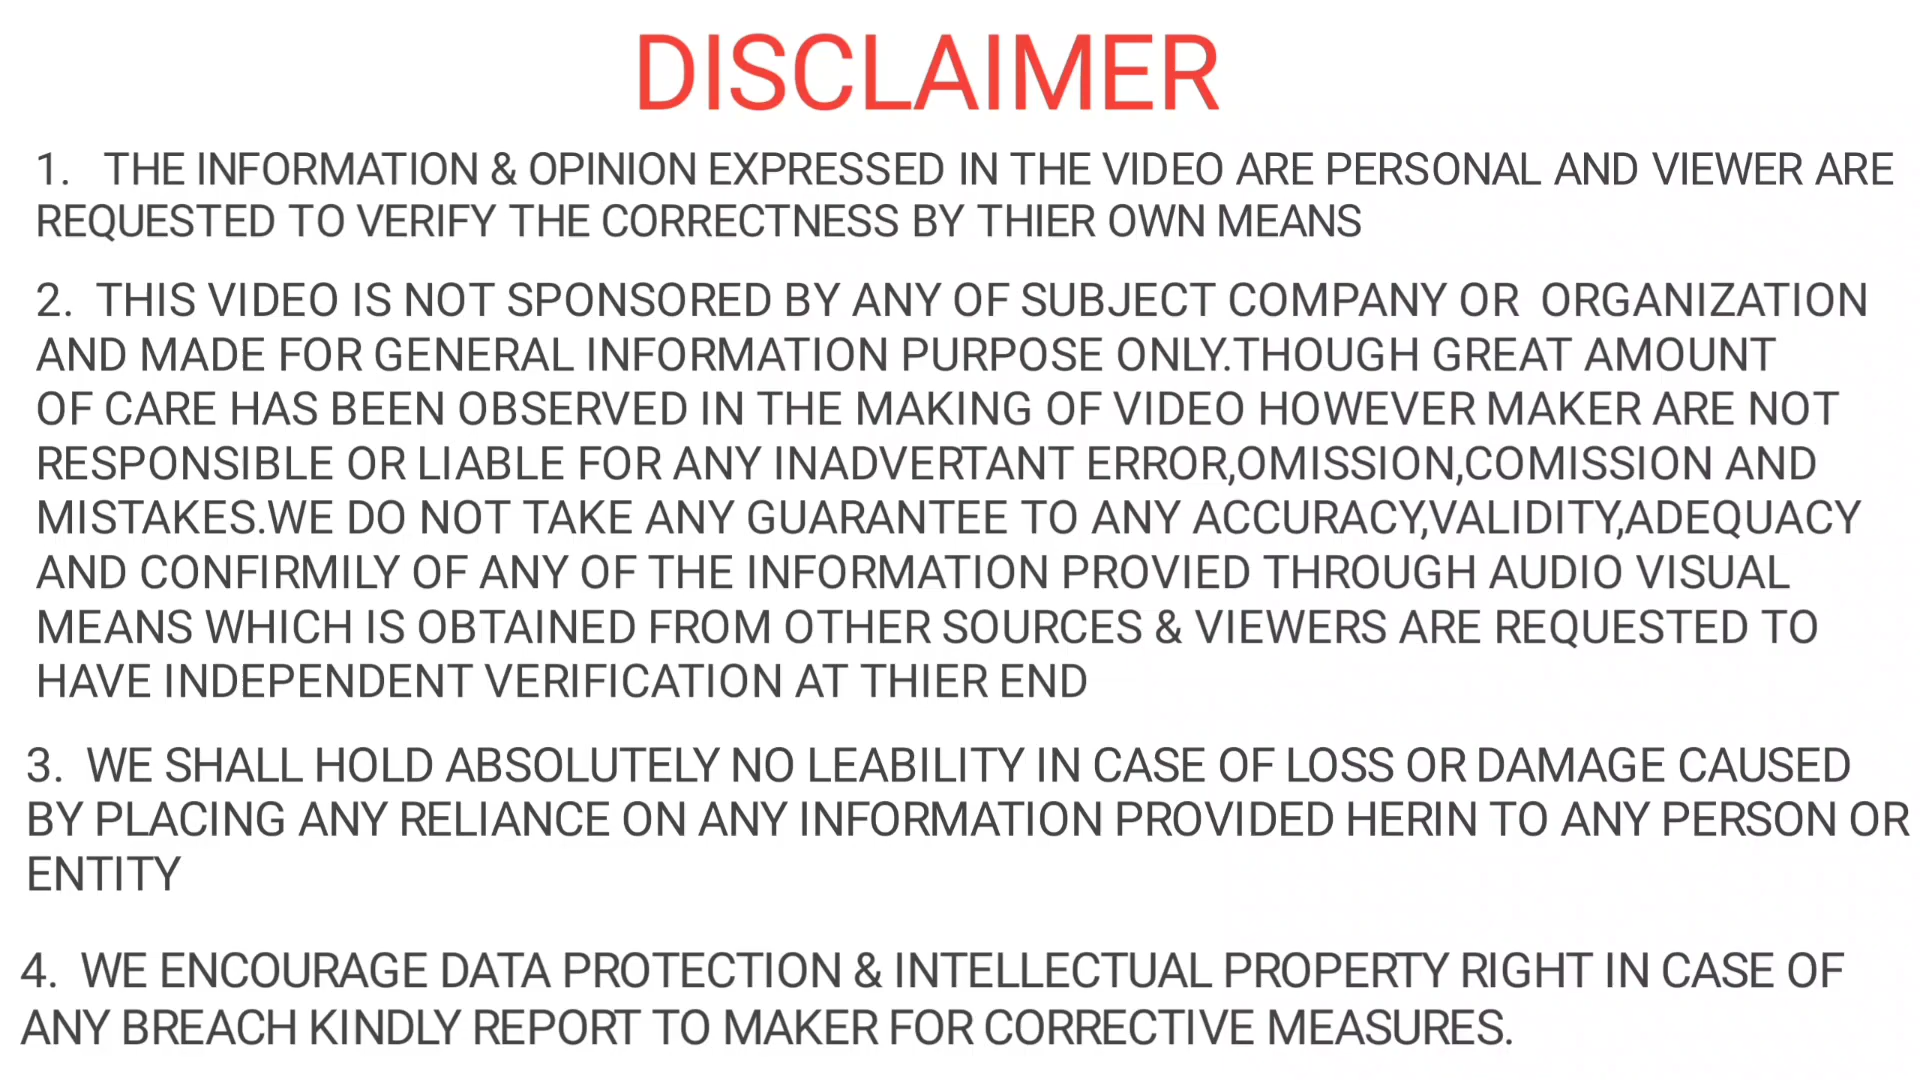 DISCLAIMER
1. THE INFORMATION & OPINION EXPRESSED IN THE VIDEO ARE PERSONAL AND VIEWER ARE
REQUESTED TO VERIFY THE CORRECTNESS BY THIER OWN MEANS
2. THIS VIDEO IS NOT SPONSORED BY ANY OF SUBJECT COMPANY OR ORGANIZATION
AND MADE FOR GENERAL INFORMATION PURPOSE ONLY.THOUGH GREAT AMOUNT
OF CARE HAS BEEN OBSERVED IN THE MAKING OF VIDEO HOWEVER MAKER ARE NOT
RESPONSIBLE OR LIABLE FOR ANY INADVERTANT ERROR,OMISSION,COMISSION AND
MISTAKES.WE DO NOT TAKE ANY GUARANTEE TO ANY ACCURACY,VALIDITY,ADEQUACY
AND CONFIRMILY OF ANY OF THE INFORMATION PROVIED THROUGH AUDIO VISUAL
MEANS WHICH IS OBTAINED FROM OTHER SOURCES & VIEWERS ARE REQUESTED TO
HAVE INDEPENDENT VERIFICATION AT THIER END
3. WE SHALL HOLD ABSOLUTELY NO LEABILITY IN CASE OF LOSS OR DAMAGE CAUSED
BY PLACING ANY RELIANCE ON ANY INFORMATION PROVIDED HERIN TO ANY PERSON OR
ENTITY
4. WE ENCOURAGE DATA PROTECTION & INTELLECTUAL PROPERTY RIGHT IN CASE OF
ANY BREACH KINDLY REPORT TO MAKER FOR CORRECTIVE MEASURES.